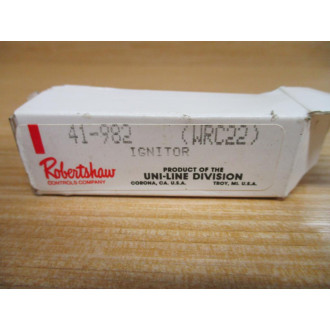 41-982 (WRC22)
IGNITOR
Robertshaw
CONTROLS COMPANY
PRODUCT OF THE
UNI-LINE DIVISION
CORONA, CA. U.S.A. TROY, MI. U.S.A.